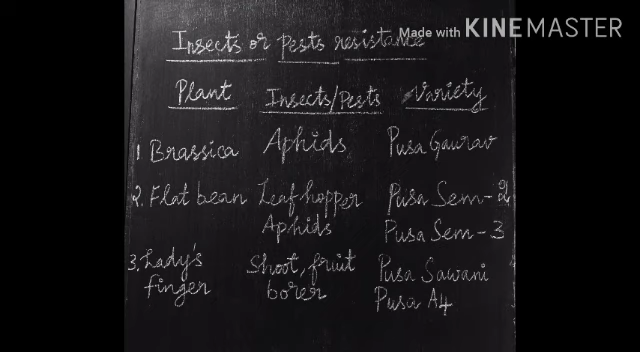 Made with KINEMASTER
Insects or pests resistance
Plant Insects/Pests Variety
1 Brassica Aphids Pusa Gaurav
2. Flat bean Leaf hopper Pusa Sem-2
Aphids Pusa Sem-3
3. Lady's Shoot, fruit Pusa Sawani
finger borer Pusa A4